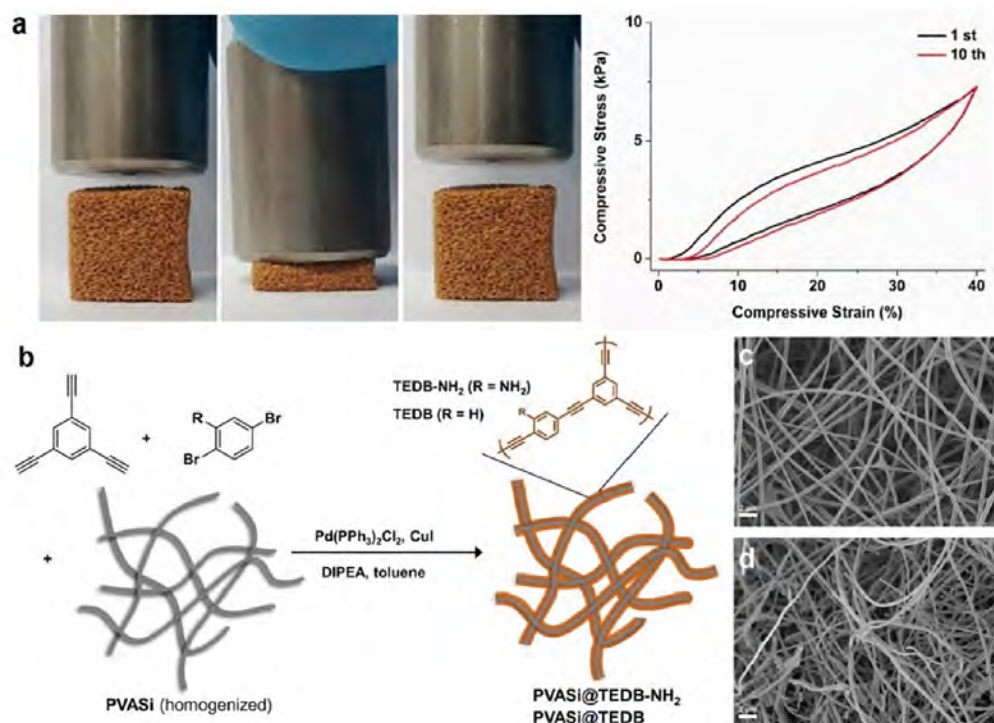 a
10
5
0
Compressive Stress (kPa)
1 st
10 th
0 10 20 30 40
Compressive Strain (%)
b
R
Br
Br
+
+
PVASi (homogenized)
Pd(PPh₃)₂Cl₂, CuI
DIPEA, toluene
TEDB-NH₂ (R = NH₂)
TEDB (R = H)
R
PVASi@TEDB-NH₂
PVASi@TEDB
c
d